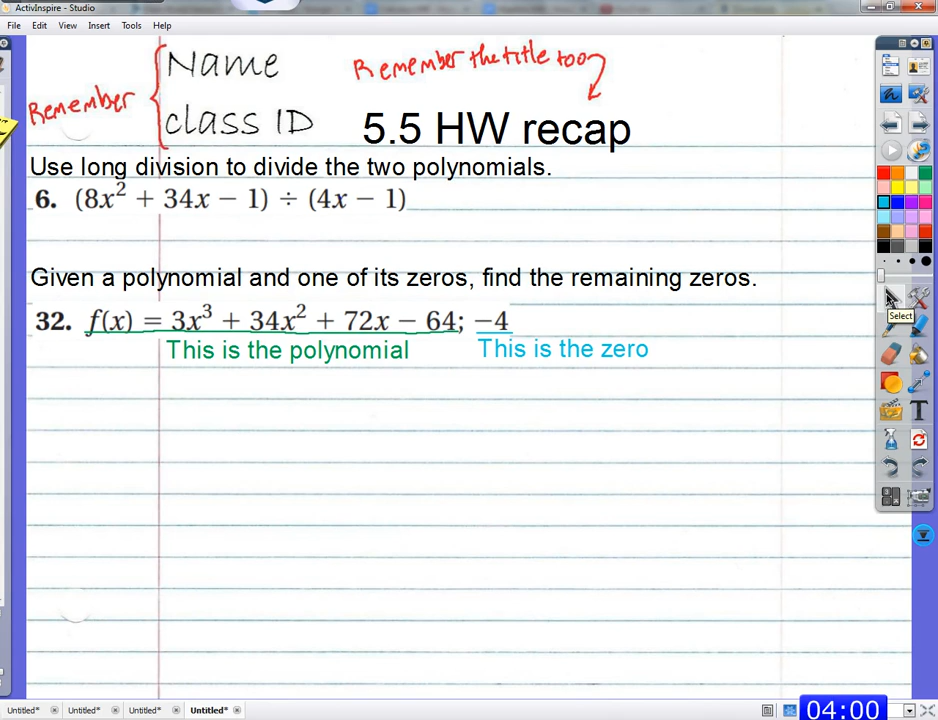 ActivInspire - Studio
File Edit View Insert Tools Help
Name
Remember the title too
Remember
class ID
5.5 HW recap
Use long division to divide the two polynomials.
6. (8x² + 34x − 1) ÷ (4x − 1)
Given a polynomial and one of its zeros, find the remaining zeros.
32. f(x) = 3x³ + 34x² + 72x − 64; −4
This is the polynomial
This is the zero
Select
T
Untitled* Untitled* Untitled* Untitled*
04:00